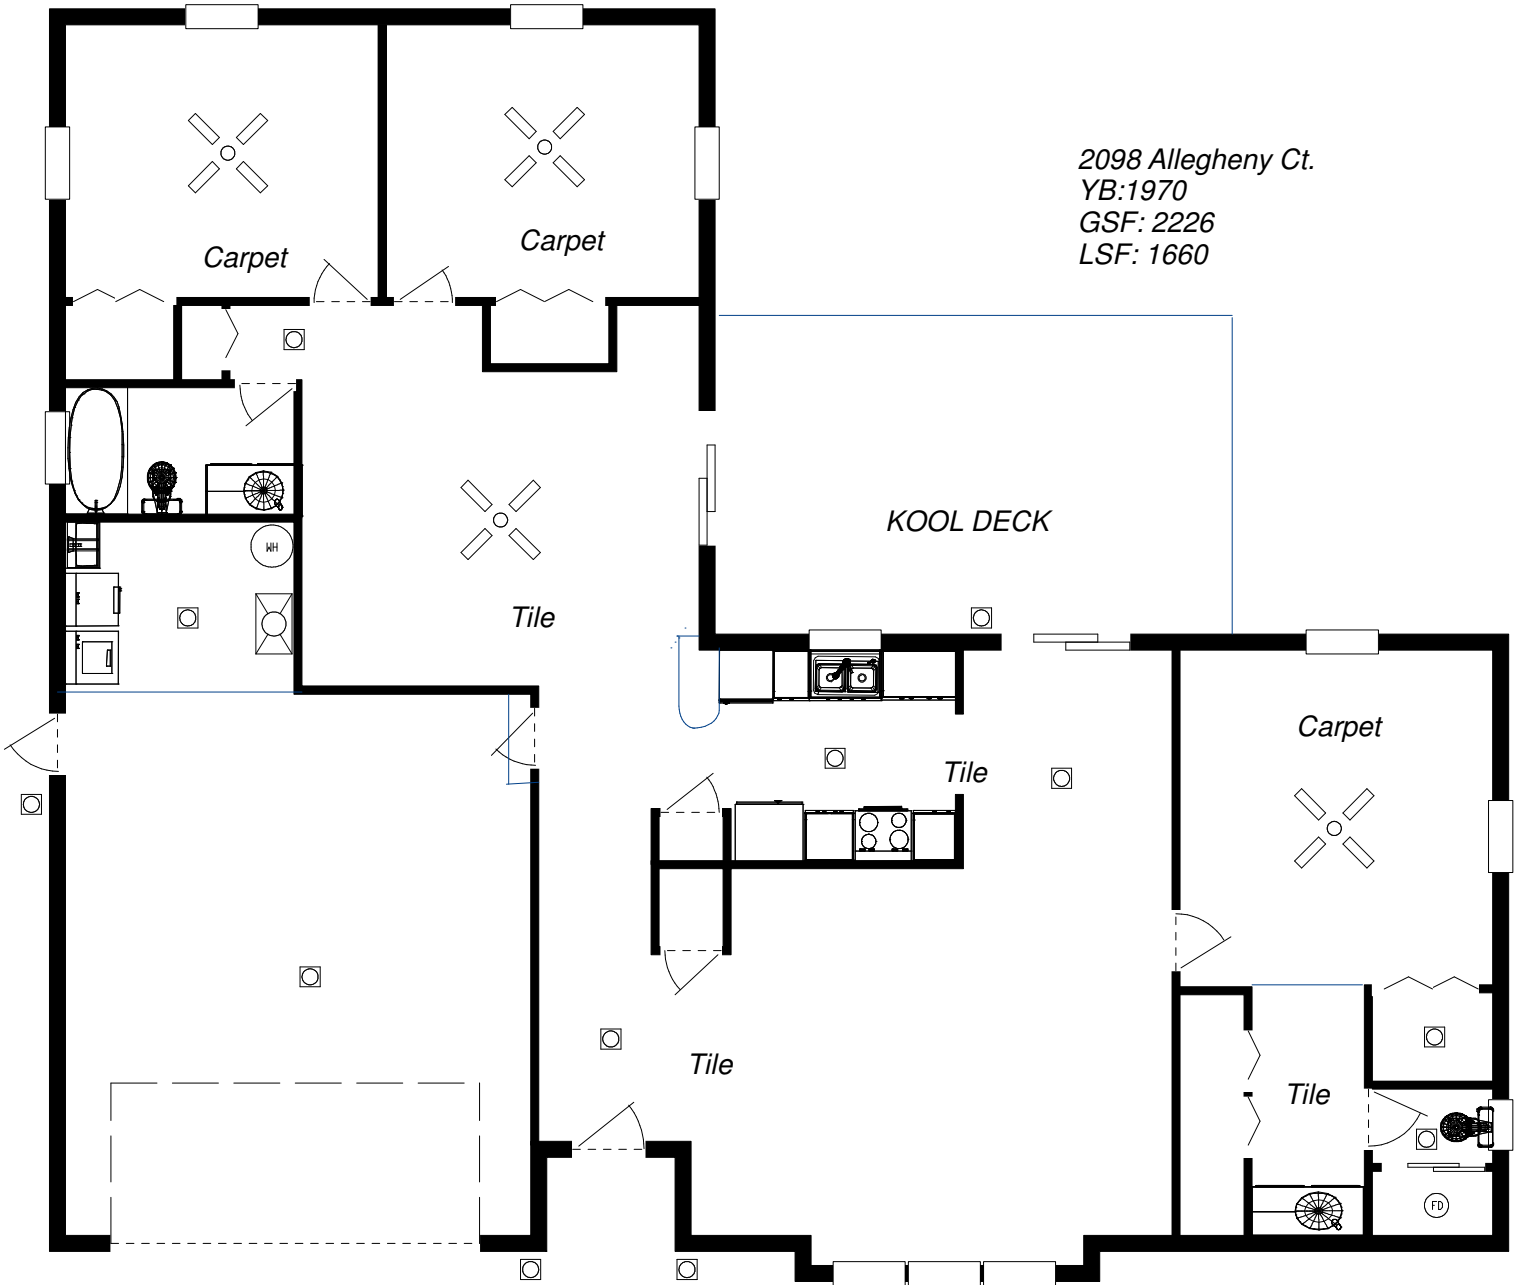 2098 Allegheny Ct.
YB:1970
GSF: 2226
LSF: 1660
Carpet
Carpet
KOOL DECK
WH
Tile
Carpet
Tile
Tile
Tile
FD